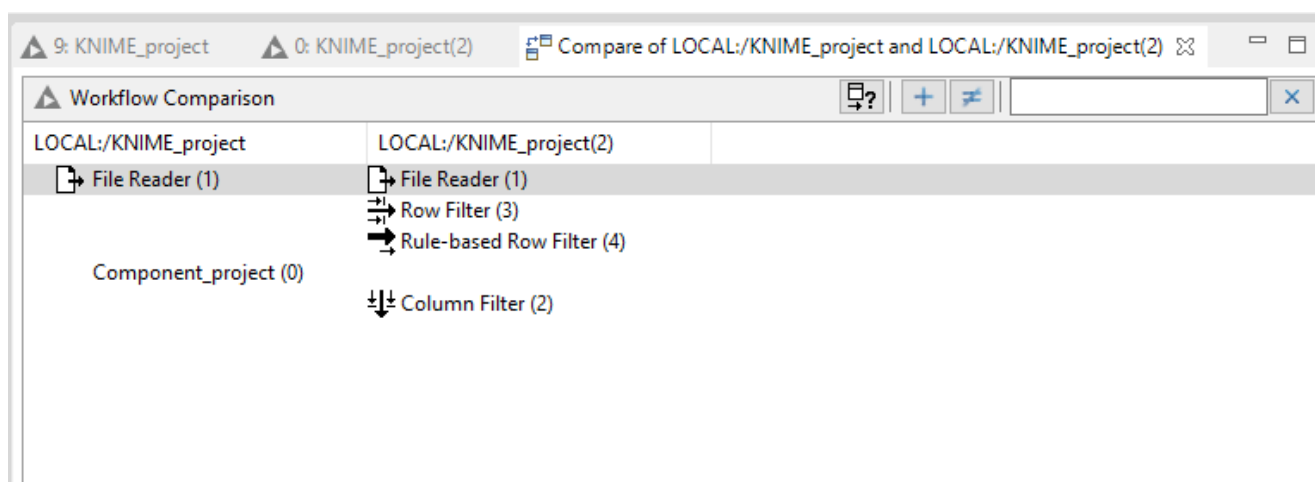 9: KNIME_project 0: KNIME_project(2) Compare of LOCAL:/KNIME_project and LOCAL:/KNIME_project(2)
Workflow Comparison
LOCAL:/KNIME_project LOCAL:/KNIME_project(2)
File Reader (1) File Reader (1)
Row Filter (3)
Rule-based Row Filter (4)
Component_project (0)
Column Filter (2)